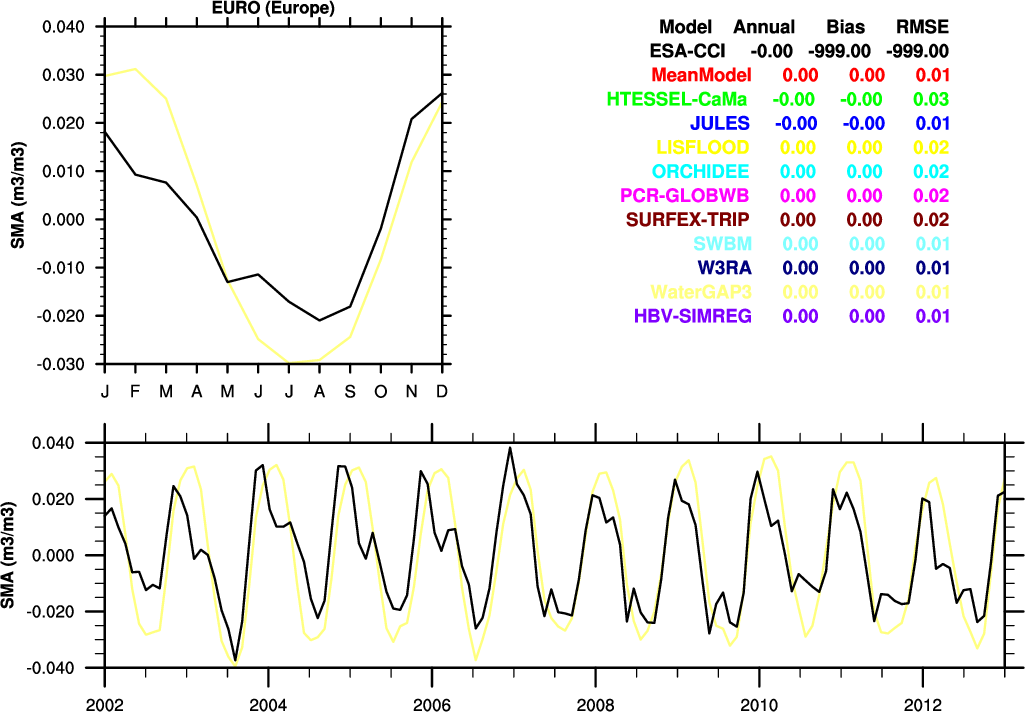 EURO (Europe)
0.040
0.030
0.020
0.010
0.000
-0.010
-0.020
-0.030
SMA (m3/m3)
J F M A M J J A S O N D
Model Annual Bias RMSE
ESA-CCI -0.00 -999.00 -999.00
MeanModel 0.00 0.00 0.01
HTESSEL-CaMa -0.00 -0.00 0.03
JULES -0.00 -0.00 0.01
LISFLOOD 0.00 0.00 0.02
ORCHIDEE 0.00 0.00 0.02
PCR-GLOBWB 0.00 0.00 0.02
SURFEX-TRIP 0.00 0.00 0.02
SWBM 0.00 0.00 0.01
W3RA 0.00 0.00 0.01
WaterGAP3 0.00 0.00 0.01
HBV-SIMREG 0.00 0.00 0.01
0.040
0.020
0.000
-0.020
-0.040
SMA (m3/m3)
2002 2004 2006 2008 2010 2012